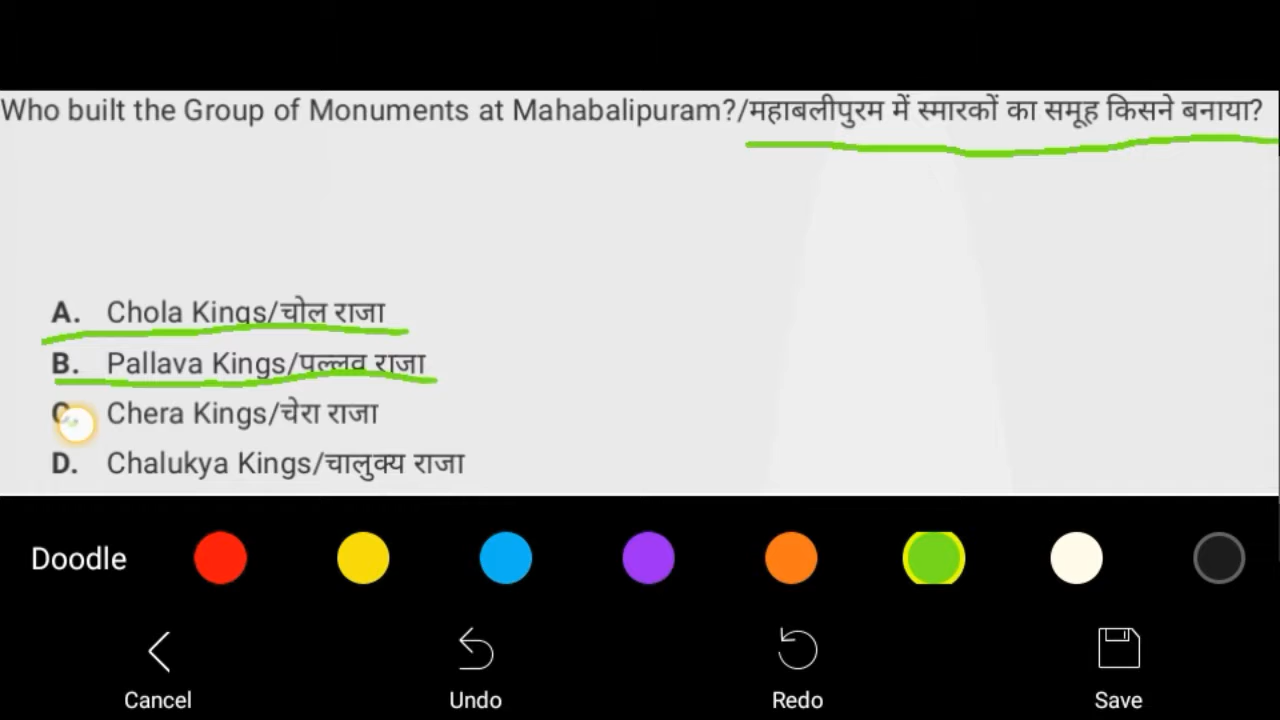 Who built the Group of Monuments at Mahabalipuram?/महाबलीपुरम में स्मारकों का समूह किसने बनाया?
A. Chola Kings/चोल राजा
B. Pallava Kings/पल्लव राजा
C. Chera Kings/चेरा राजा
D. Chalukya Kings/चालुक्य राजा
Doodle
Cancel Undo Redo Save